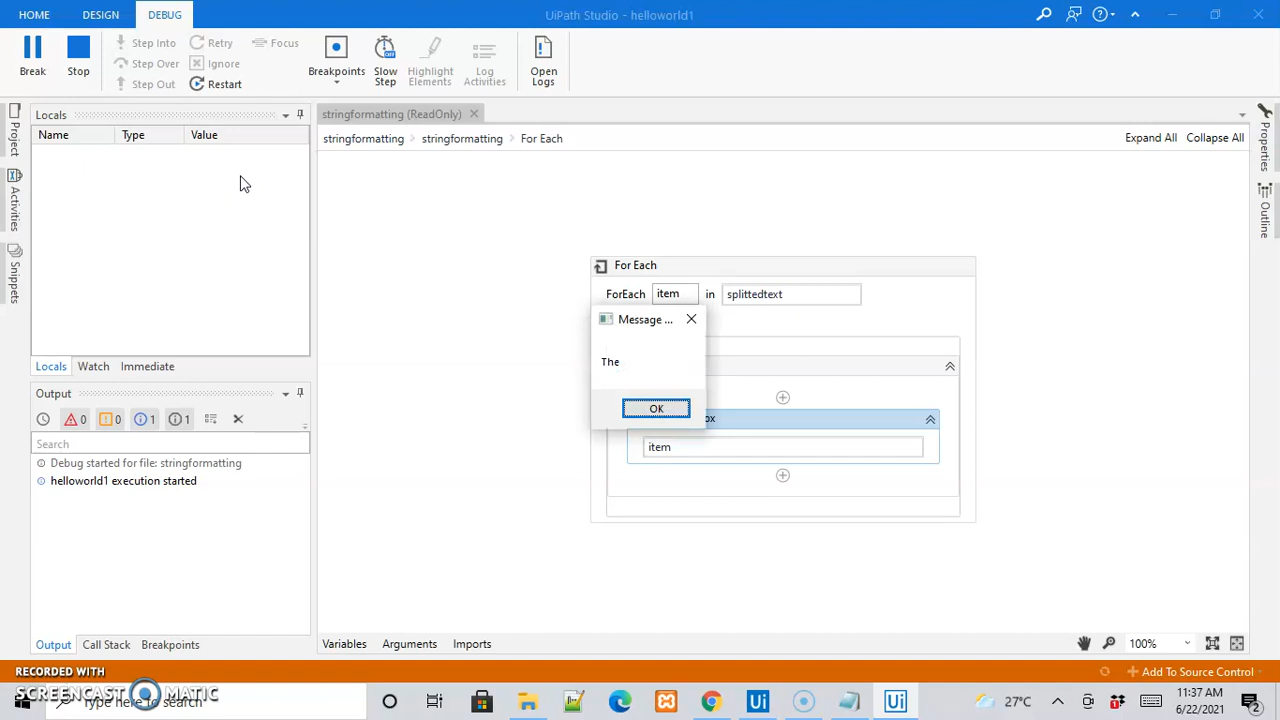 HOME DESIGN DEBUG UiPath Studio - helloworld1
Break Stop Step Into Step Over Step Out Retry Ignore Restart Focus Breakpoints Slow Step Highlight Elements Log Activities Open Logs
Project
Activities
Snippets
Locals
Name Type Value
Locals Watch Immediate
Output
0 0 1 1
Search
Debug started for file: stringformatting
helloworld1 execution started
Output Call Stack Breakpoints
stringformatting (ReadOnly)
stringformatting > stringformatting > For Each Expand All Collapse All
For Each
ForEach item in splittedtext
Message ...
The
OK
ox
item
Variables Arguments Imports 100%
Properties
Outline
RECORDED WITH Add To Source Control
SCREENCAST MATIC
Type here to search
27°C 11:37 AM
6/22/2021
2